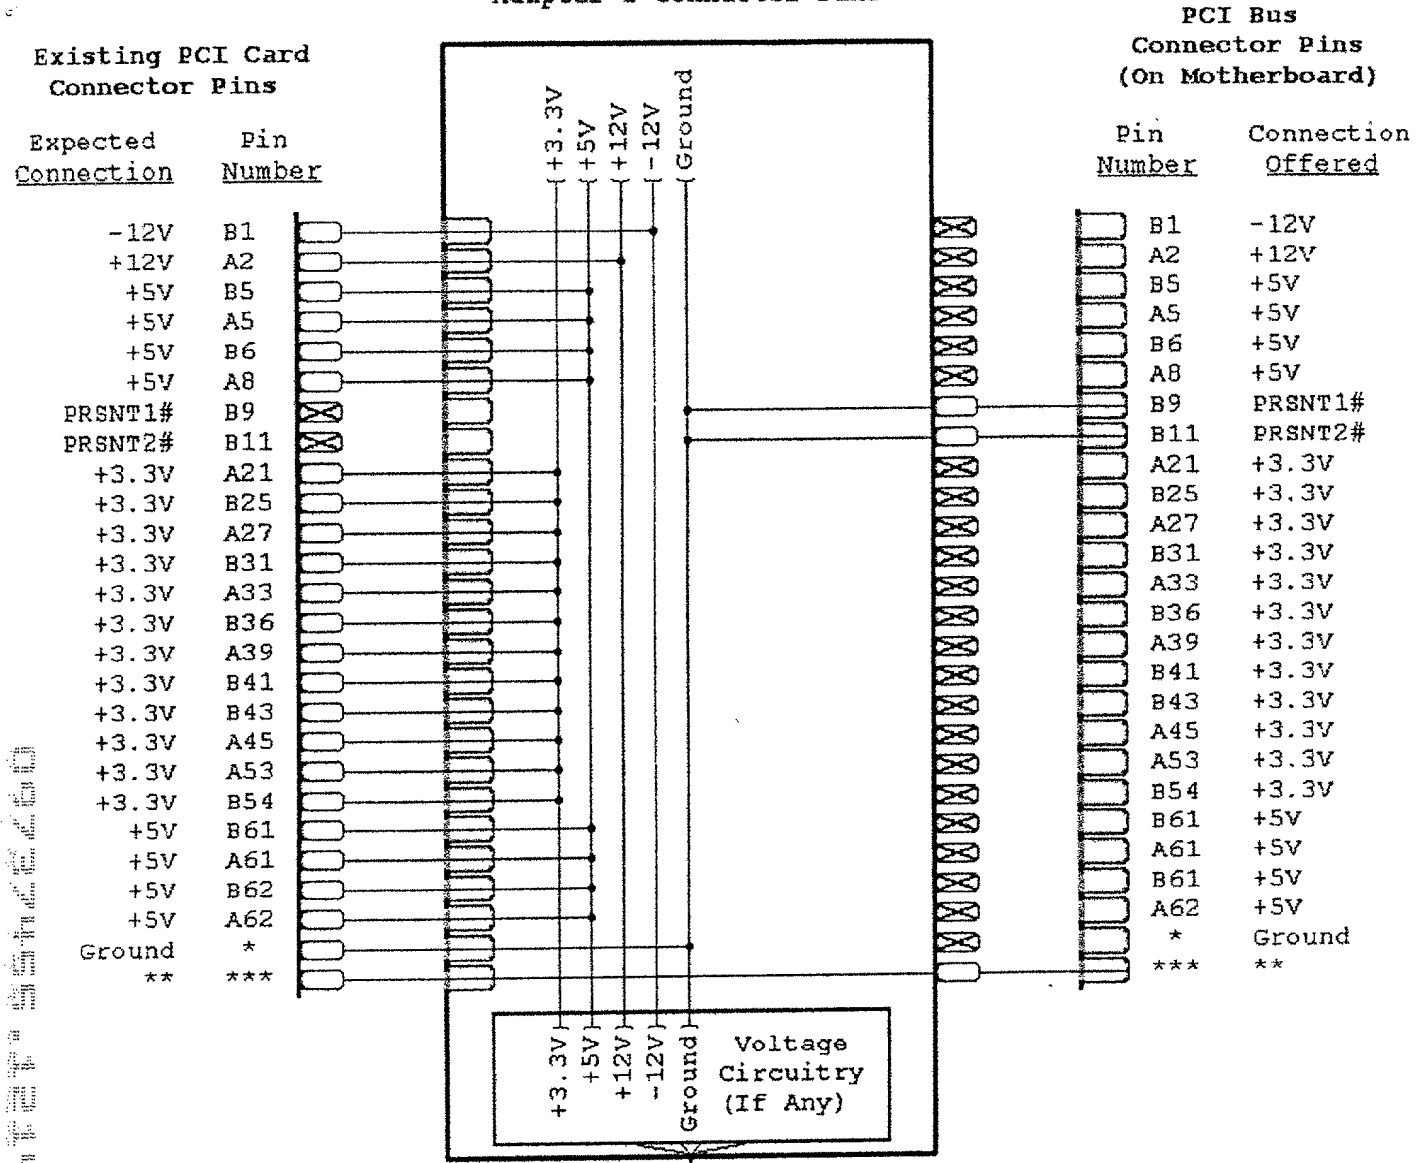 PCI Bus
Connector Pins
(On Motherboard)
Existing PCI Card
Connector Pins
Expected Connection
Pin Number
+3.3V
+5V
+12V
-12V
Ground
Pin Number
Connection Offered
-12V B1 B1 -12V
+12V A2 A2 +12V
+5V B5 B5 +5V
+5V A5 A5 +5V
+5V B6 B6 +5V
+5V A8 A8 +5V
PRSNT1# B9 B9 PRSNT1#
PRSNT2# B11 B11 PRSNT2#
+3.3V A21 A21 +3.3V
+3.3V B25 B25 +3.3V
+3.3V A27 A27 +3.3V
+3.3V B31 B31 +3.3V
+3.3V A33 A33 +3.3V
+3.3V B36 B36 +3.3V
+3.3V A39 A39 +3.3V
+3.3V B41 B41 +3.3V
+3.3V B43 B43 +3.3V
+3.3V A45 A45 +3.3V
+3.3V A53 A53 +3.3V
+3.3V B54 B54 +3.3V
+5V B61 B61 +5V
+5V A61 A61 +5V
+5V B62 B61 +5V
+5V A62 A62 +5V
Ground * * Ground
** *** *** **
+3.3V
+5V
+12V
-12V
Ground
Voltage
Circuitry
(If Any)